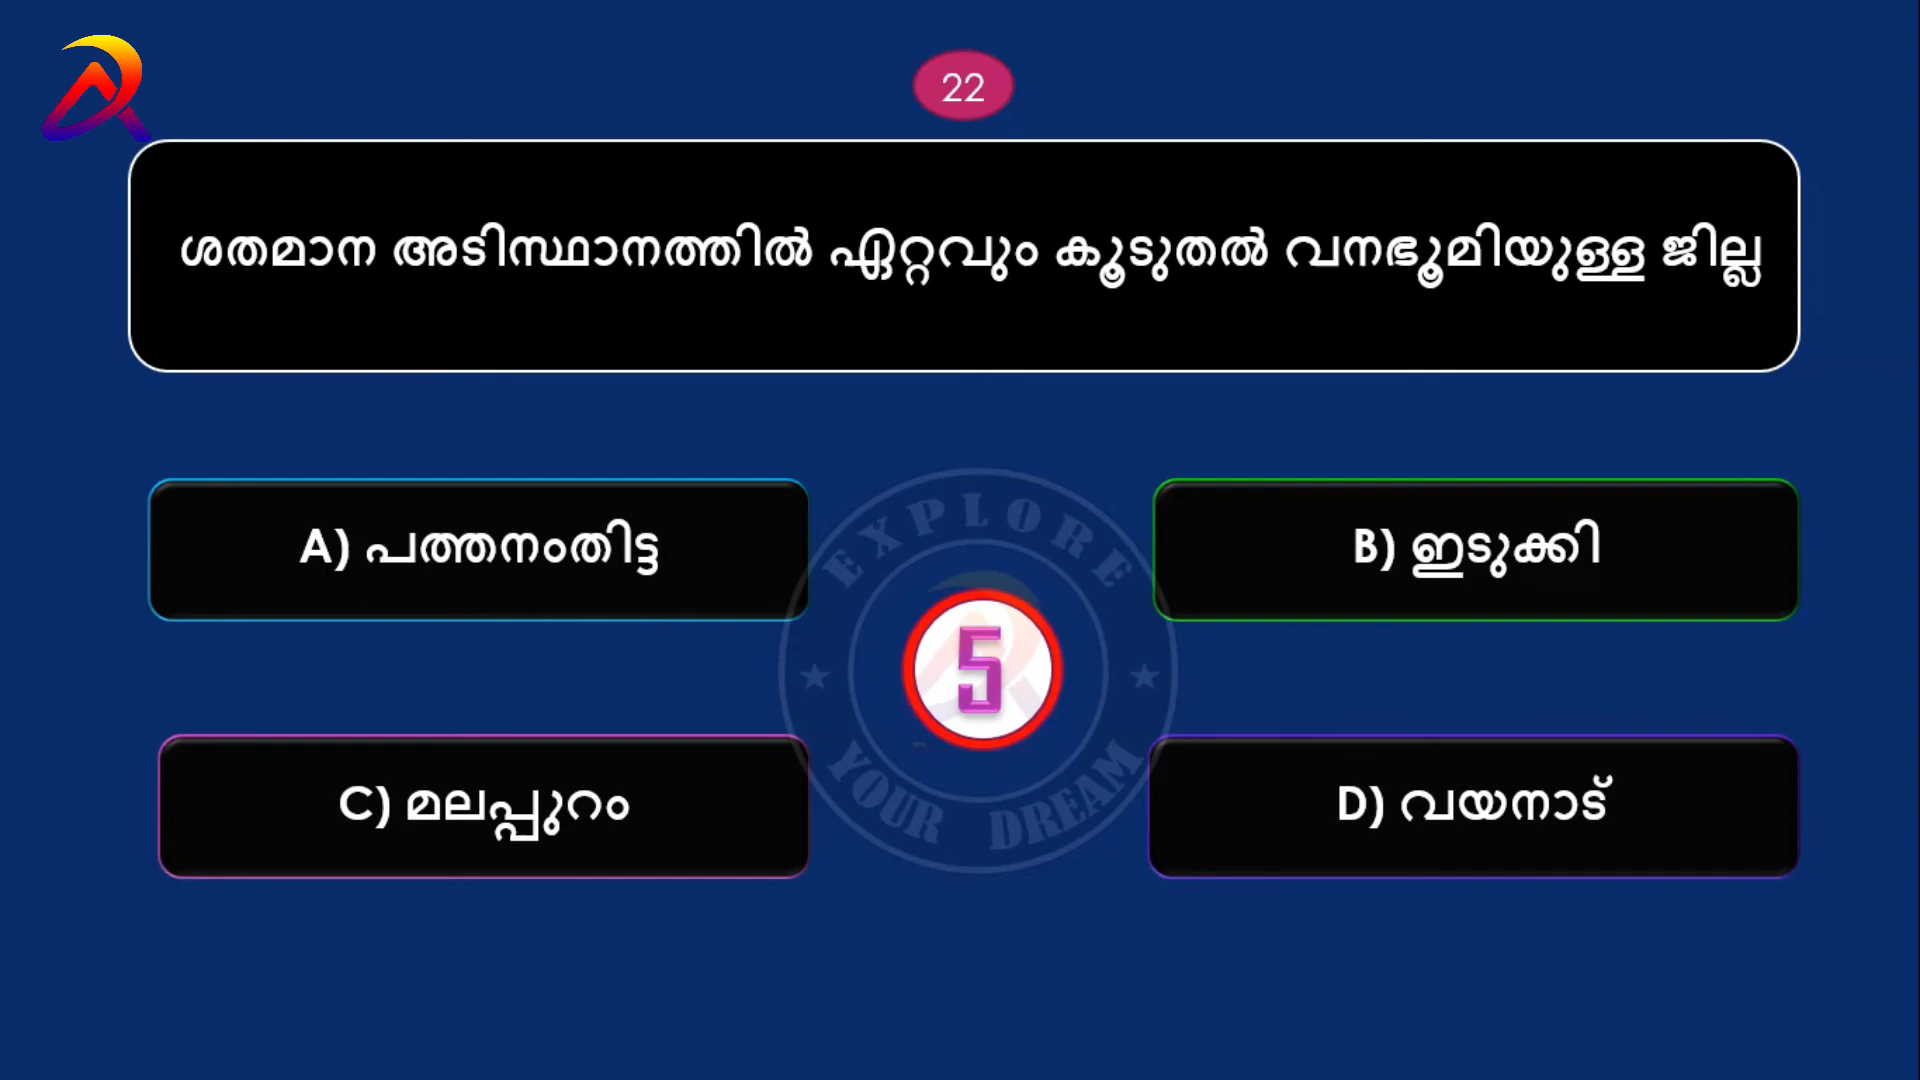 22
ശതമാന അടിസ്ഥാനത്തിൽ ഏറ്റവും കൂടുതൽ വനഭൂമിയുള്ള ജില്ല
A) പത്തനംതിട്ട
B) ഇടുക്കി
EXPLORE
5
C) മലപ്പുറം
D) വയനാട്
YOUR DREAM